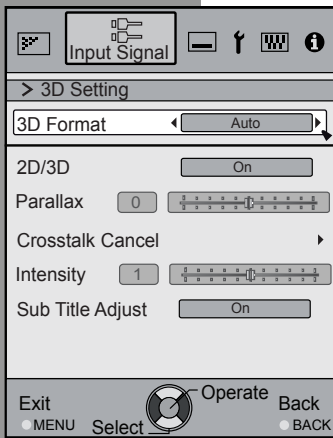 Input Signal
> 3D Setting
3D Format Auto
2D/3D On
Parallax 0
Crosstalk Cancel
Intensity 1
Sub Title Adjust On
Exit Operate Back
MENU Select BACK